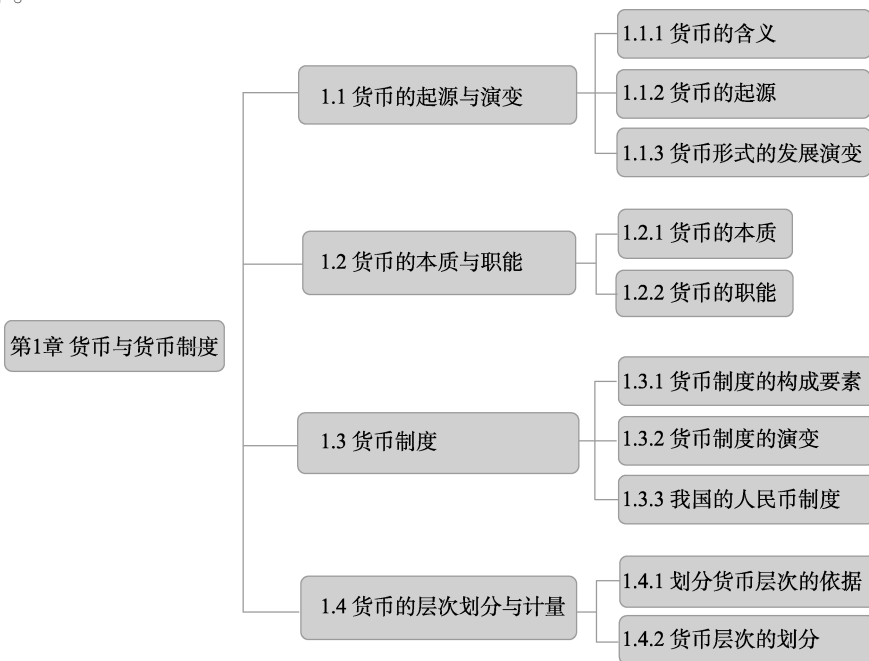 第1章 货币与货币制度
1.1 货币的起源与演变
1.1.1 货币的含义
1.1.2 货币的起源
1.1.3 货币形式的发展演变
1.2 货币的本质与职能
1.2.1 货币的本质
1.2.2 货币的职能
1.3 货币制度
1.3.1 货币制度的构成要素
1.3.2 货币制度的演变
1.3.3 我国的人民币制度
1.4 货币的层次划分与计量
1.4.1 划分货币层次的依据
1.4.2 货币层次的划分